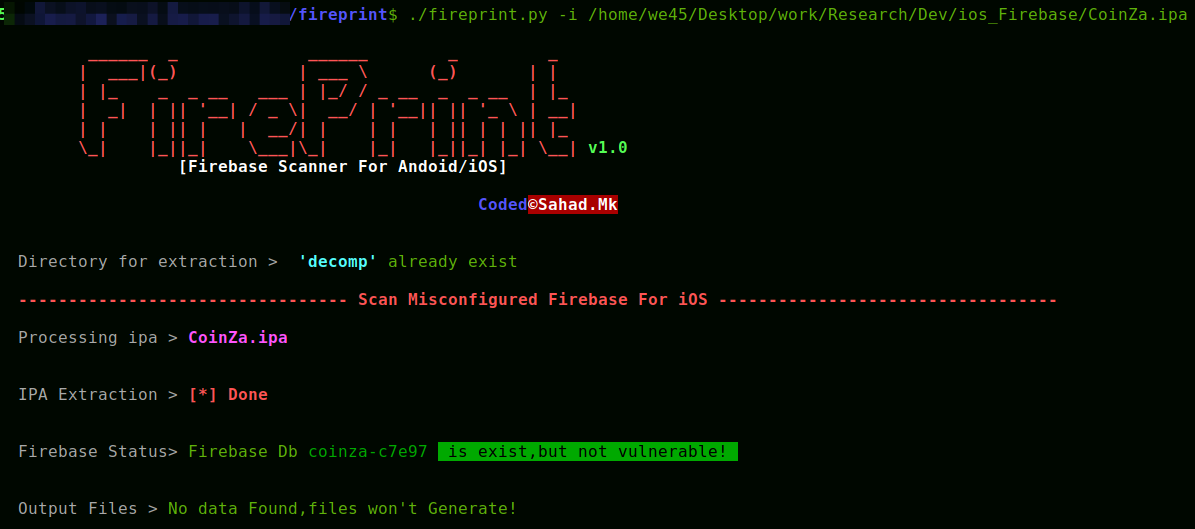 /fireprint$ ./fireprint.py -i /home/we45/Desktop/work/Research/Dev/ios_Firebase/CoinZa.ipa
FirePrint v1.0
[Firebase Scanner For Andoid/iOS]
Coded©Sahad.Mk
Directory for extraction > 'decomp' already exist
--------------------------------- Scan Misconfigured Firebase For iOS ----------------------------------
Processing ipa > CoinZa.ipa
IPA Extraction > [*] Done
Firebase Status> Firebase Db coinza-c7e97 is exist,but not vulnerable!
Output Files > No data Found,files won't Generate!